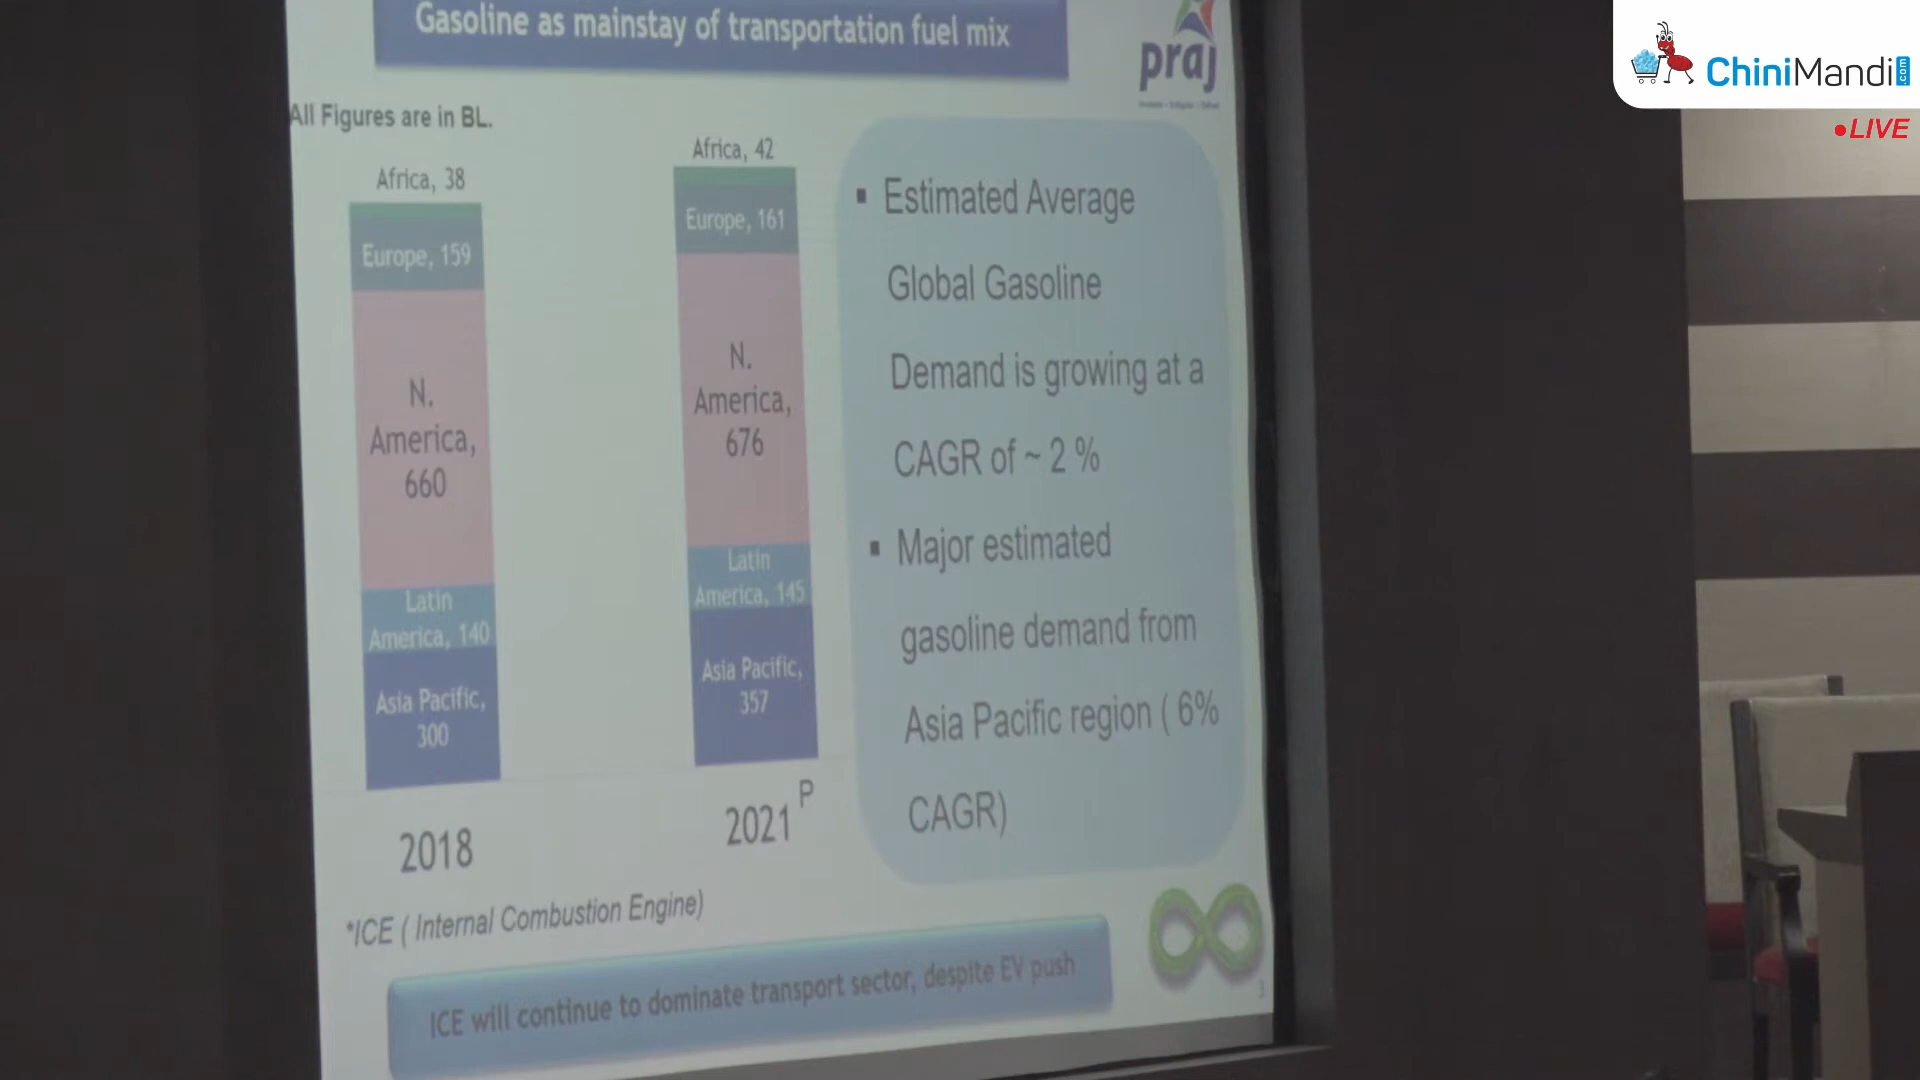 Gasoline as mainstay of transportation fuel mix
praj
ChiniMandi.com
LIVE
All Figures are in BL.
Africa, 38
Europe, 159
N.
America,
660
Latin
America, 140
Asia Pacific,
300
2018
Africa, 42
Europe, 161
N.
America,
676
Latin
America, 145
Asia Pacific,
357
2021 P
▪ Estimated Average
Global Gasoline
Demand is growing at a
CAGR of ~ 2 %
▪ Major estimated
gasoline demand from
Asia Pacific region ( 6%
CAGR)
*ICE ( Internal Combustion Engine)
ICE will continue to dominate transport sector, despite EV push
3